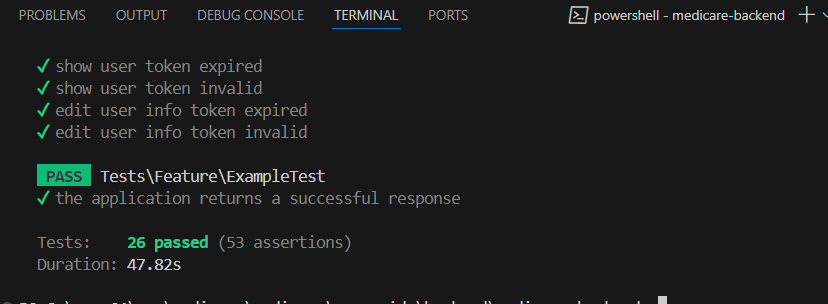 PROBLEMS OUTPUT DEBUG CONSOLE TERMINAL PORTS powershell - medicare-backend
✓ show user token expired
✓ show user token invalid
✓ edit user info token expired
✓ edit user info token invalid
PASS Tests\Feature\ExampleTest
✓ the application returns a successful response
Tests: 26 passed (53 assertions)
Duration: 47.82s